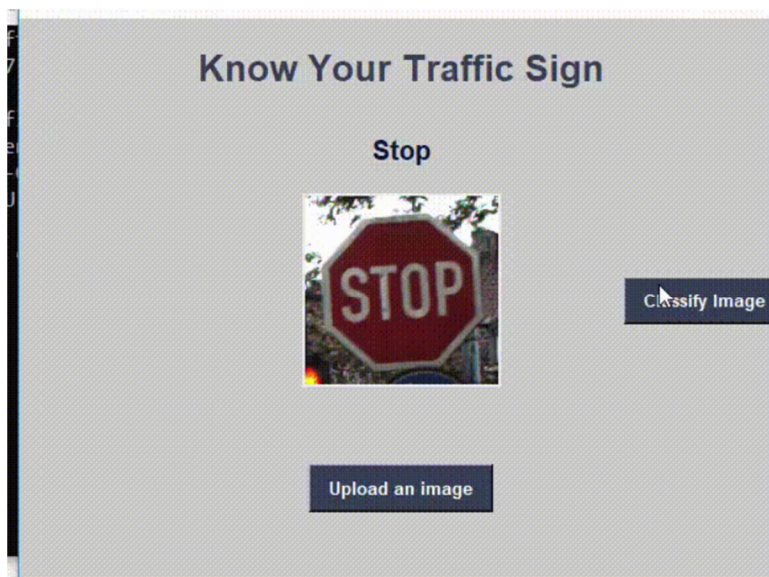 Know Your Traffic Sign
Stop
STOP
Classify Image
Upload an image